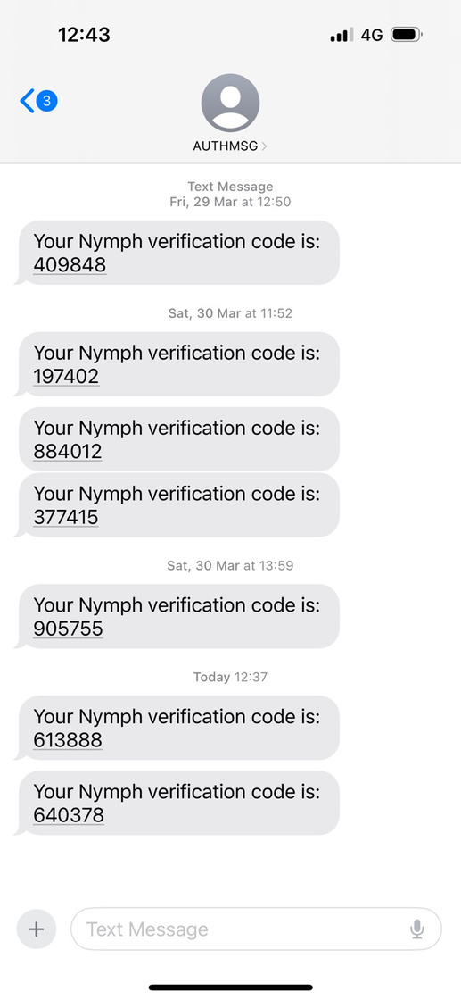 12:43
4G
3
AUTHMSG
Text Message
Fri, 29 Mar at 12:50
Your Nymph verification code is:
409848
Sat, 30 Mar at 11:52
Your Nymph verification code is:
197402
Your Nymph verification code is:
884012
Your Nymph verification code is:
377415
Sat, 30 Mar at 13:59
Your Nymph verification code is:
905755
Today 12:37
Your Nymph verification code is:
613888
Your Nymph verification code is:
640378
Text Message